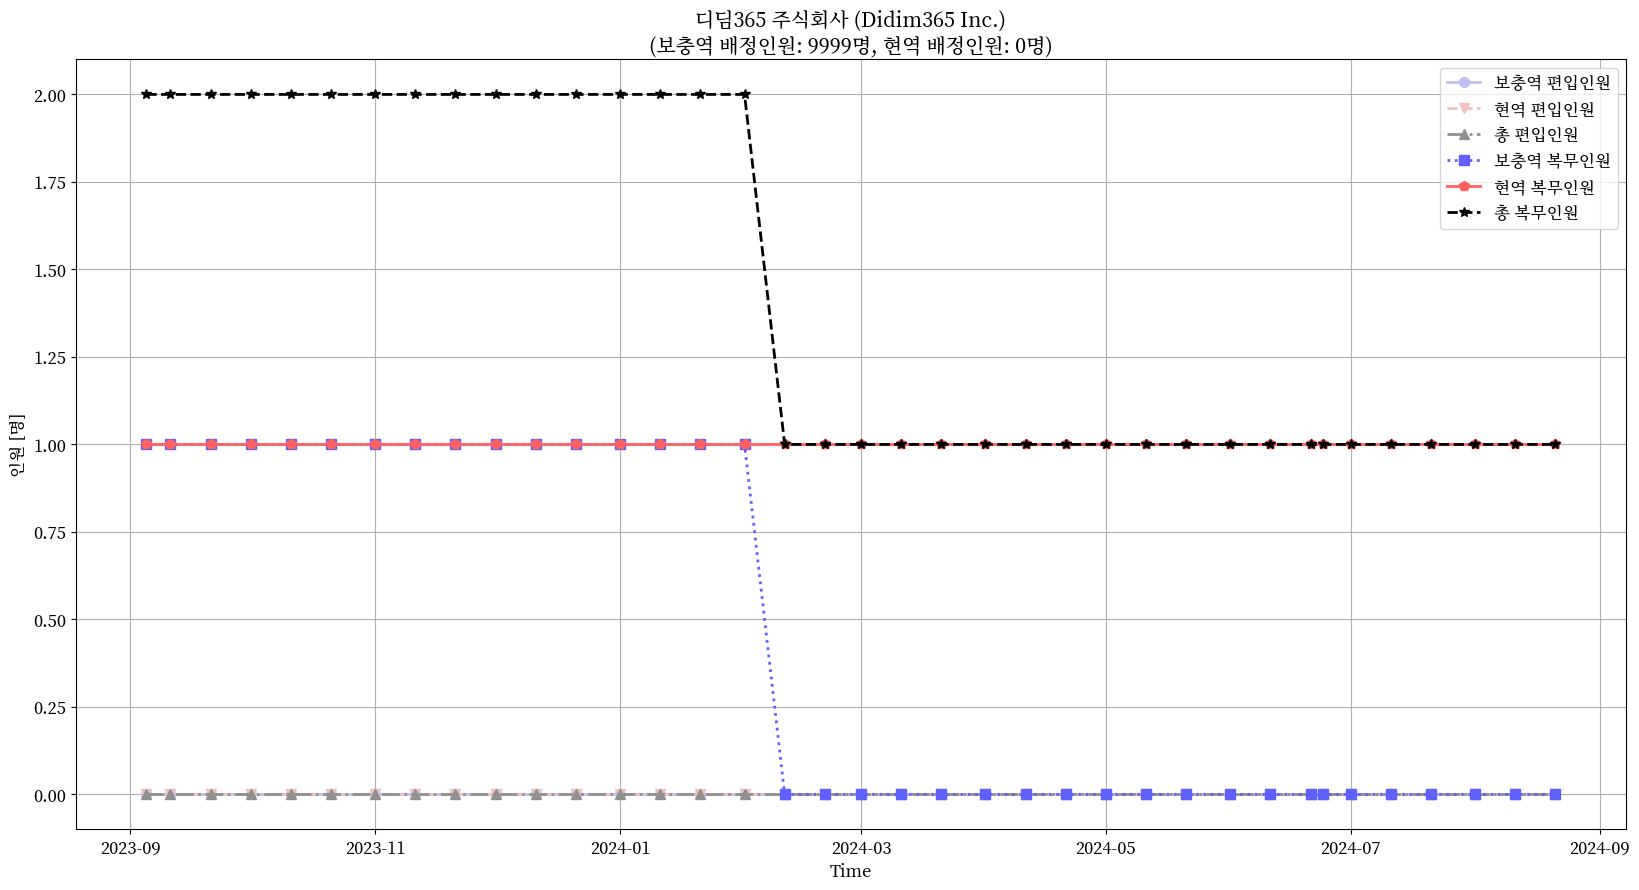 디딤365 주식회사 (Didim365 Inc.)
(보충역 배정인원: 9999명, 현역 배정인원: 0명)
보충역 편입인원
현역 편입인원
총 편입인원
보충역 복무인원
현역 복무인원
총 복무인원
인원 [명]
2.00
1.75
1.50
1.25
1.00
0.75
0.50
0.25
0.00
2023-09
2023-11
2024-01
2024-03
2024-05
2024-07
2024-09
Time